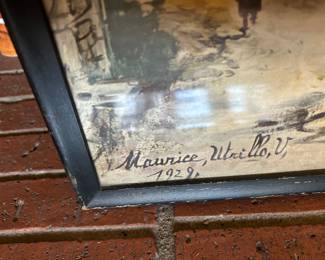 Maurice, Utrillo, V,
1929.